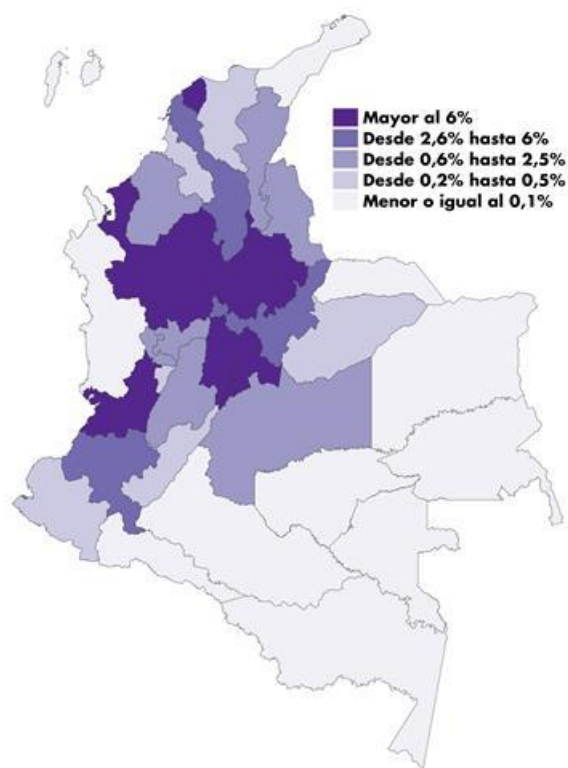 Mayor al 6%
Desde 2,6% hasta 6%
Desde 0,6% hasta 2,5%
Desde 0,2% hasta 0,5%
Menor o igual al 0,1%